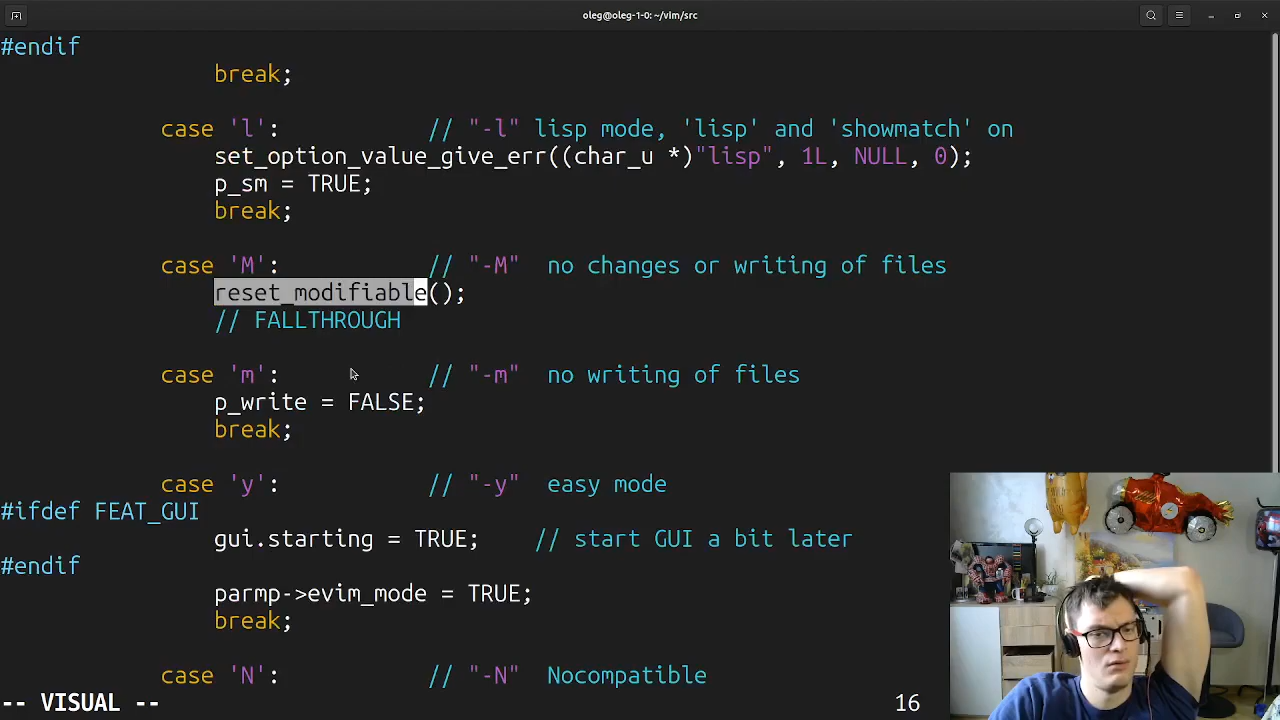 oleg@oleg-1-0: ~/vim/src
#endif
break;
case 'l': // "-l" lisp mode, 'lisp' and 'showmatch' on
set_option_value_give_err((char_u *)"lisp", 1L, NULL, 0);
p_sm = TRUE;
break;
case 'M': // "-M" no changes or writing of files
reset_modifiable();
// FALLTHROUGH
case 'm': // "-m" no writing of files
p_write = FALSE;
break;
case 'y': // "-y" easy mode
#ifdef FEAT_GUI
gui.starting = TRUE; // start GUI a bit later
#endif
parmp->evim_mode = TRUE;
break;
case 'N': // "-N" Nocompatible
-- VISUAL -- 16